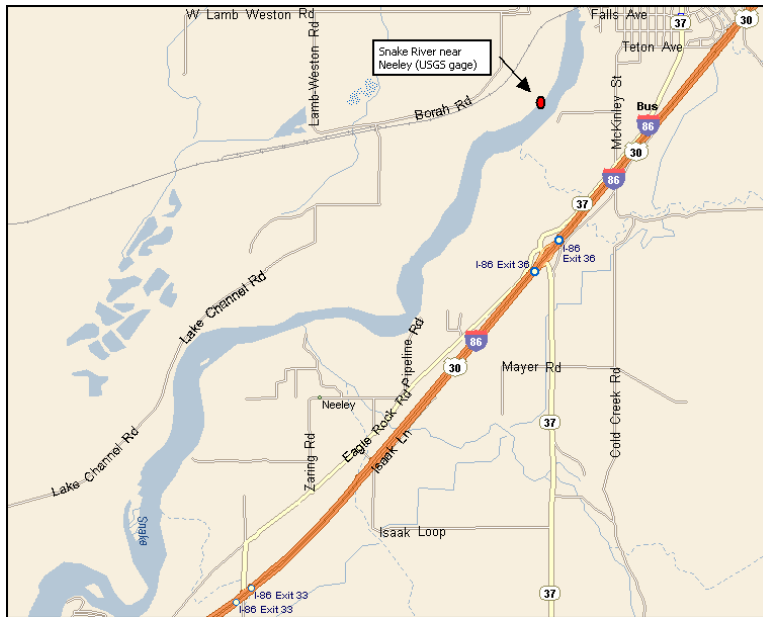 W Lamb Weston Rd
Falls Ave
37
30
Teton Ave
Snake River near
Neeley (USGS gage)
Lamb-Weston Rd
Borah Rd
McKinley St
Bus
86
30
86
37
I-86
Exit 36
I-86 Exit 36
Lake Channel Rd
Pipeline Rd
86
30
Mayer Rd
Cold Creek Rd
Neeley
Eagle Rock Rd
37
Zaring Rd
Isaak Ln
Lake Channel Rd
Snake
Isaak Loop
I-86 Exit 33
I-86 Exit 33
37